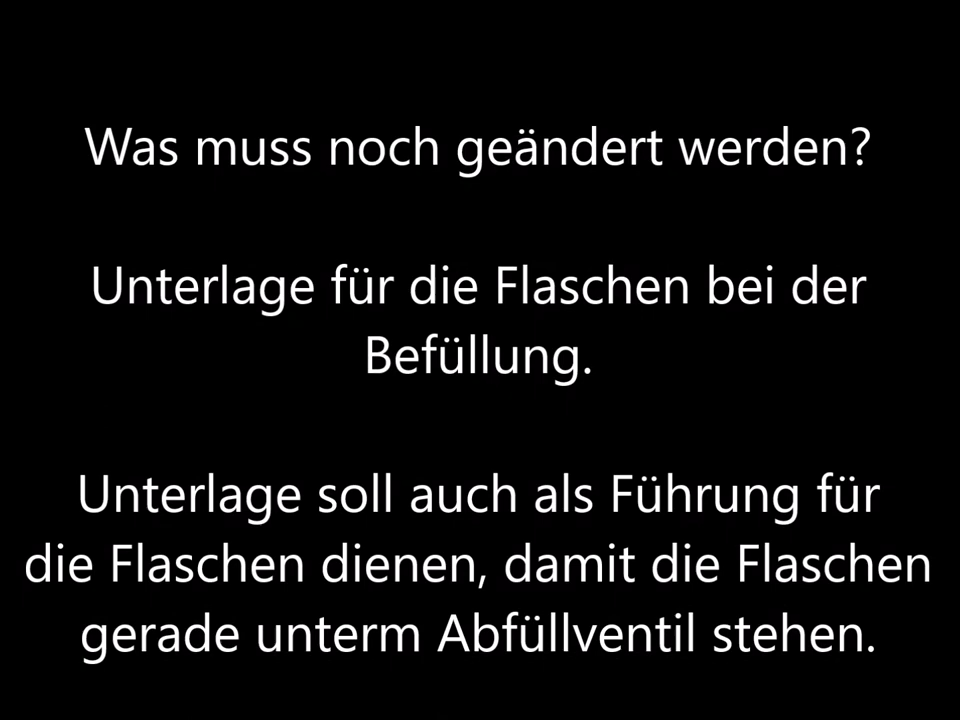 Was muss noch geändert werden?
Unterlage für die Flaschen bei der
Befüllung.
Unterlage soll auch als Führung für
die Flaschen dienen, damit die Flaschen
gerade unterm Abfüllventil stehen.